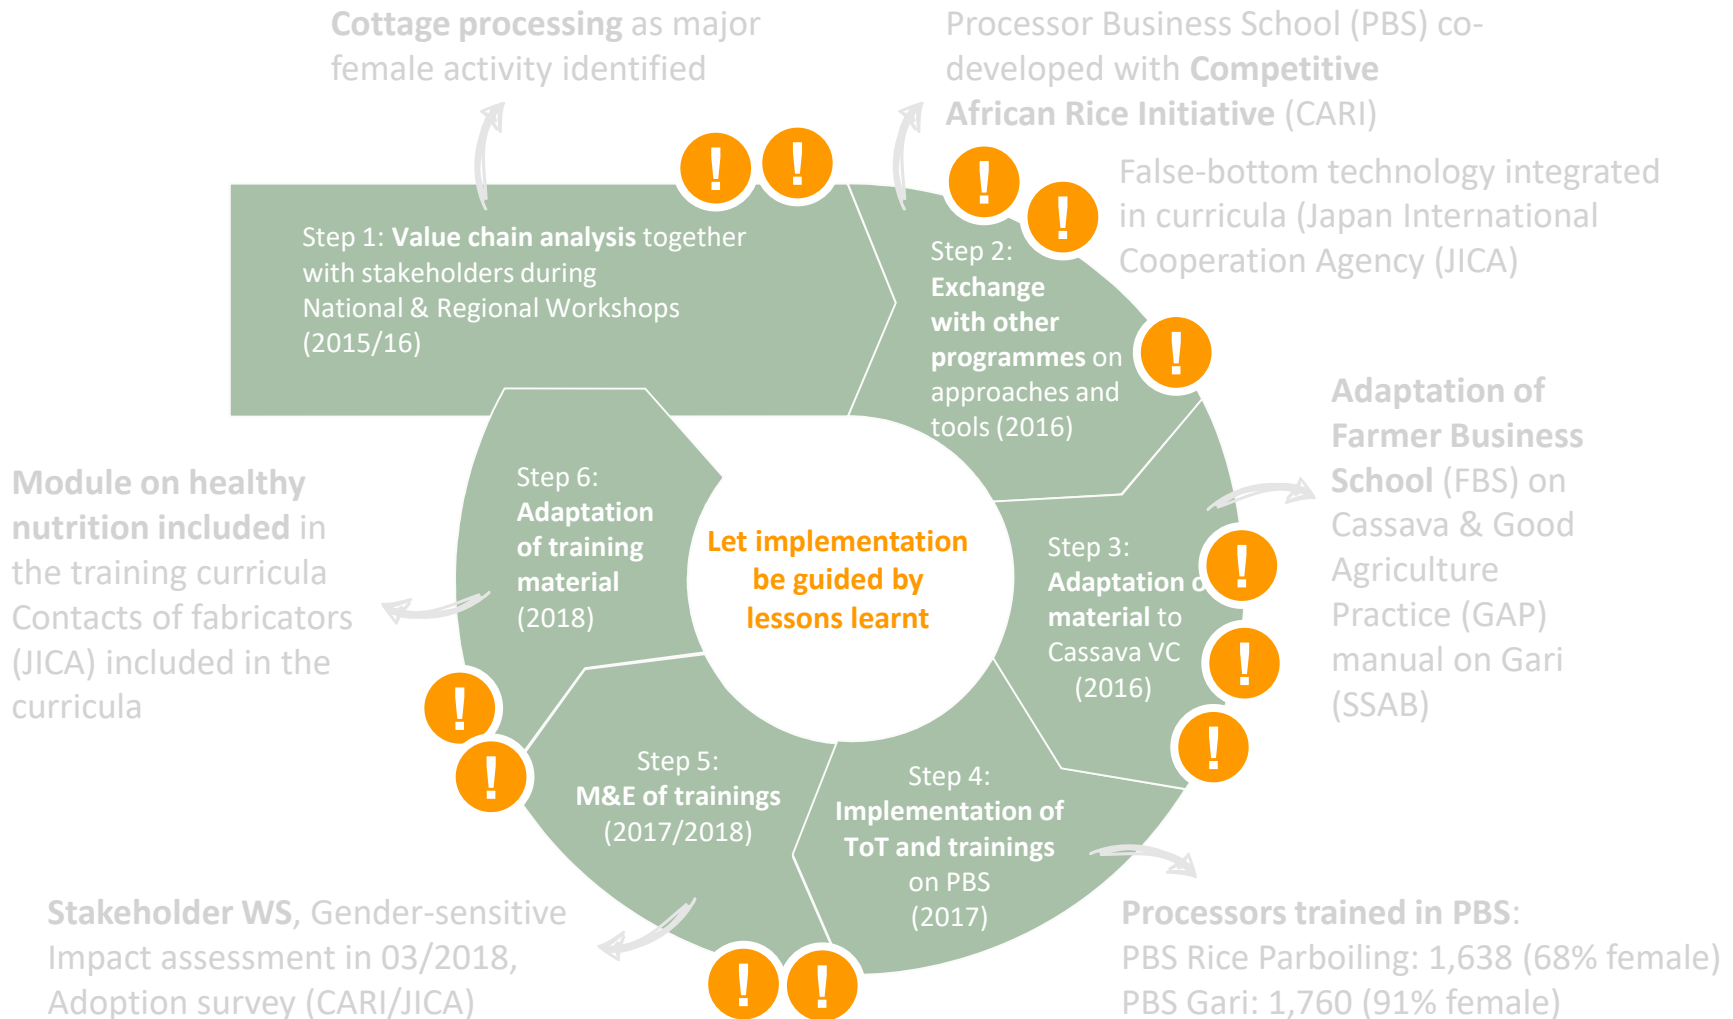 Cottage processing as major
female activity identified
Processor Business School (PBS) co-
developed with Competitive
African Rice Initiative (CARI)
False-bottom technology integrated
in curricula (Japan International
Cooperation Agency (JICA)
Step 1: Value chain analysis together
with stakeholders during
National & Regional Workshops
(2015/16)
Step 2:
Exchange
with other
programmes on
approaches and
tools (2016)
Adaptation of
Farmer Business
School (FBS) on
Cassava & Good
Agriculture
Practice (GAP)
manual on Gari
(SSAB)
Step 3:
Adaptation o
material to
Cassava VC
(2016)
Let implementation
be guided by
lessons learnt
Step 6:
Adaptation
of training
material
(2018)
Module on healthy
nutrition included in
the training curricula
Contacts of fabricators
(JICA) included in the
curricula
Step 5:
M&E of trainings
(2017/2018)
Step 4:
Implementation of
ToT and trainings
on PBS
(2017)
Stakeholder WS, Gender-sensitive
Impact assessment in 03/2018,
Adoption survey (CARI/JICA)
Processors trained in PBS:
PBS Rice Parboiling: 1,638 (68% female)
PBS Gari: 1,760 (91% female)
!
!
!
!
!
!
!
!
!
!
!
!